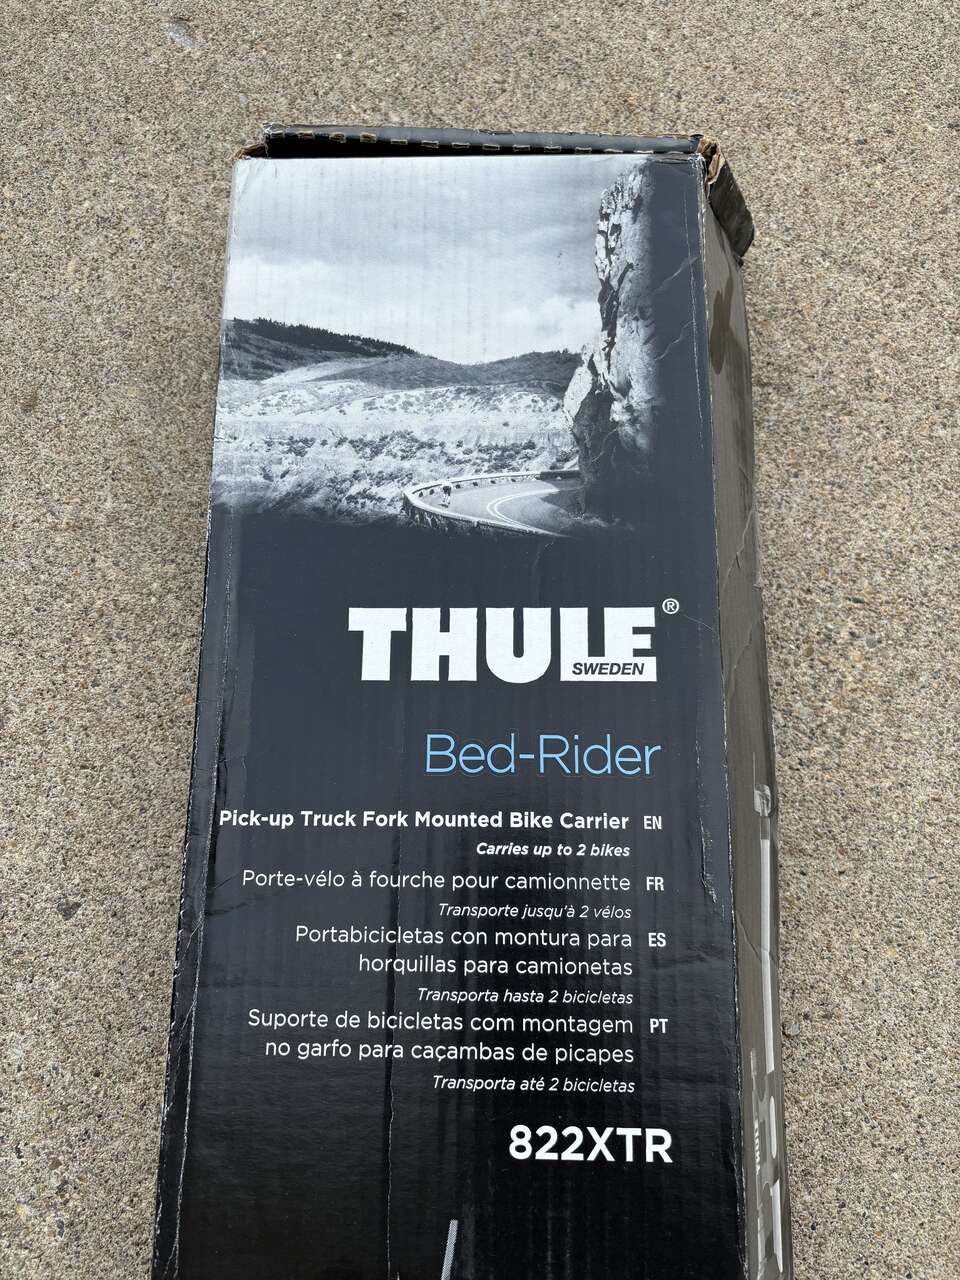 THULE®
SWEDEN
Bed-Rider
Pick-up Truck Fork Mounted Bike Carrier EN
Carries up to 2 bikes
Porte-vélo à fourche pour camionnette FR
Transporte jusqu'à 2 vélos
Portabicicletas con montura para ES
horquillas para camionetas
Transporta hasta 2 bicicletas
Suporte de bicicletas com montagem PT
no garfo para caçambas de picapes
Transporta até 2 bicicletas
822XTR